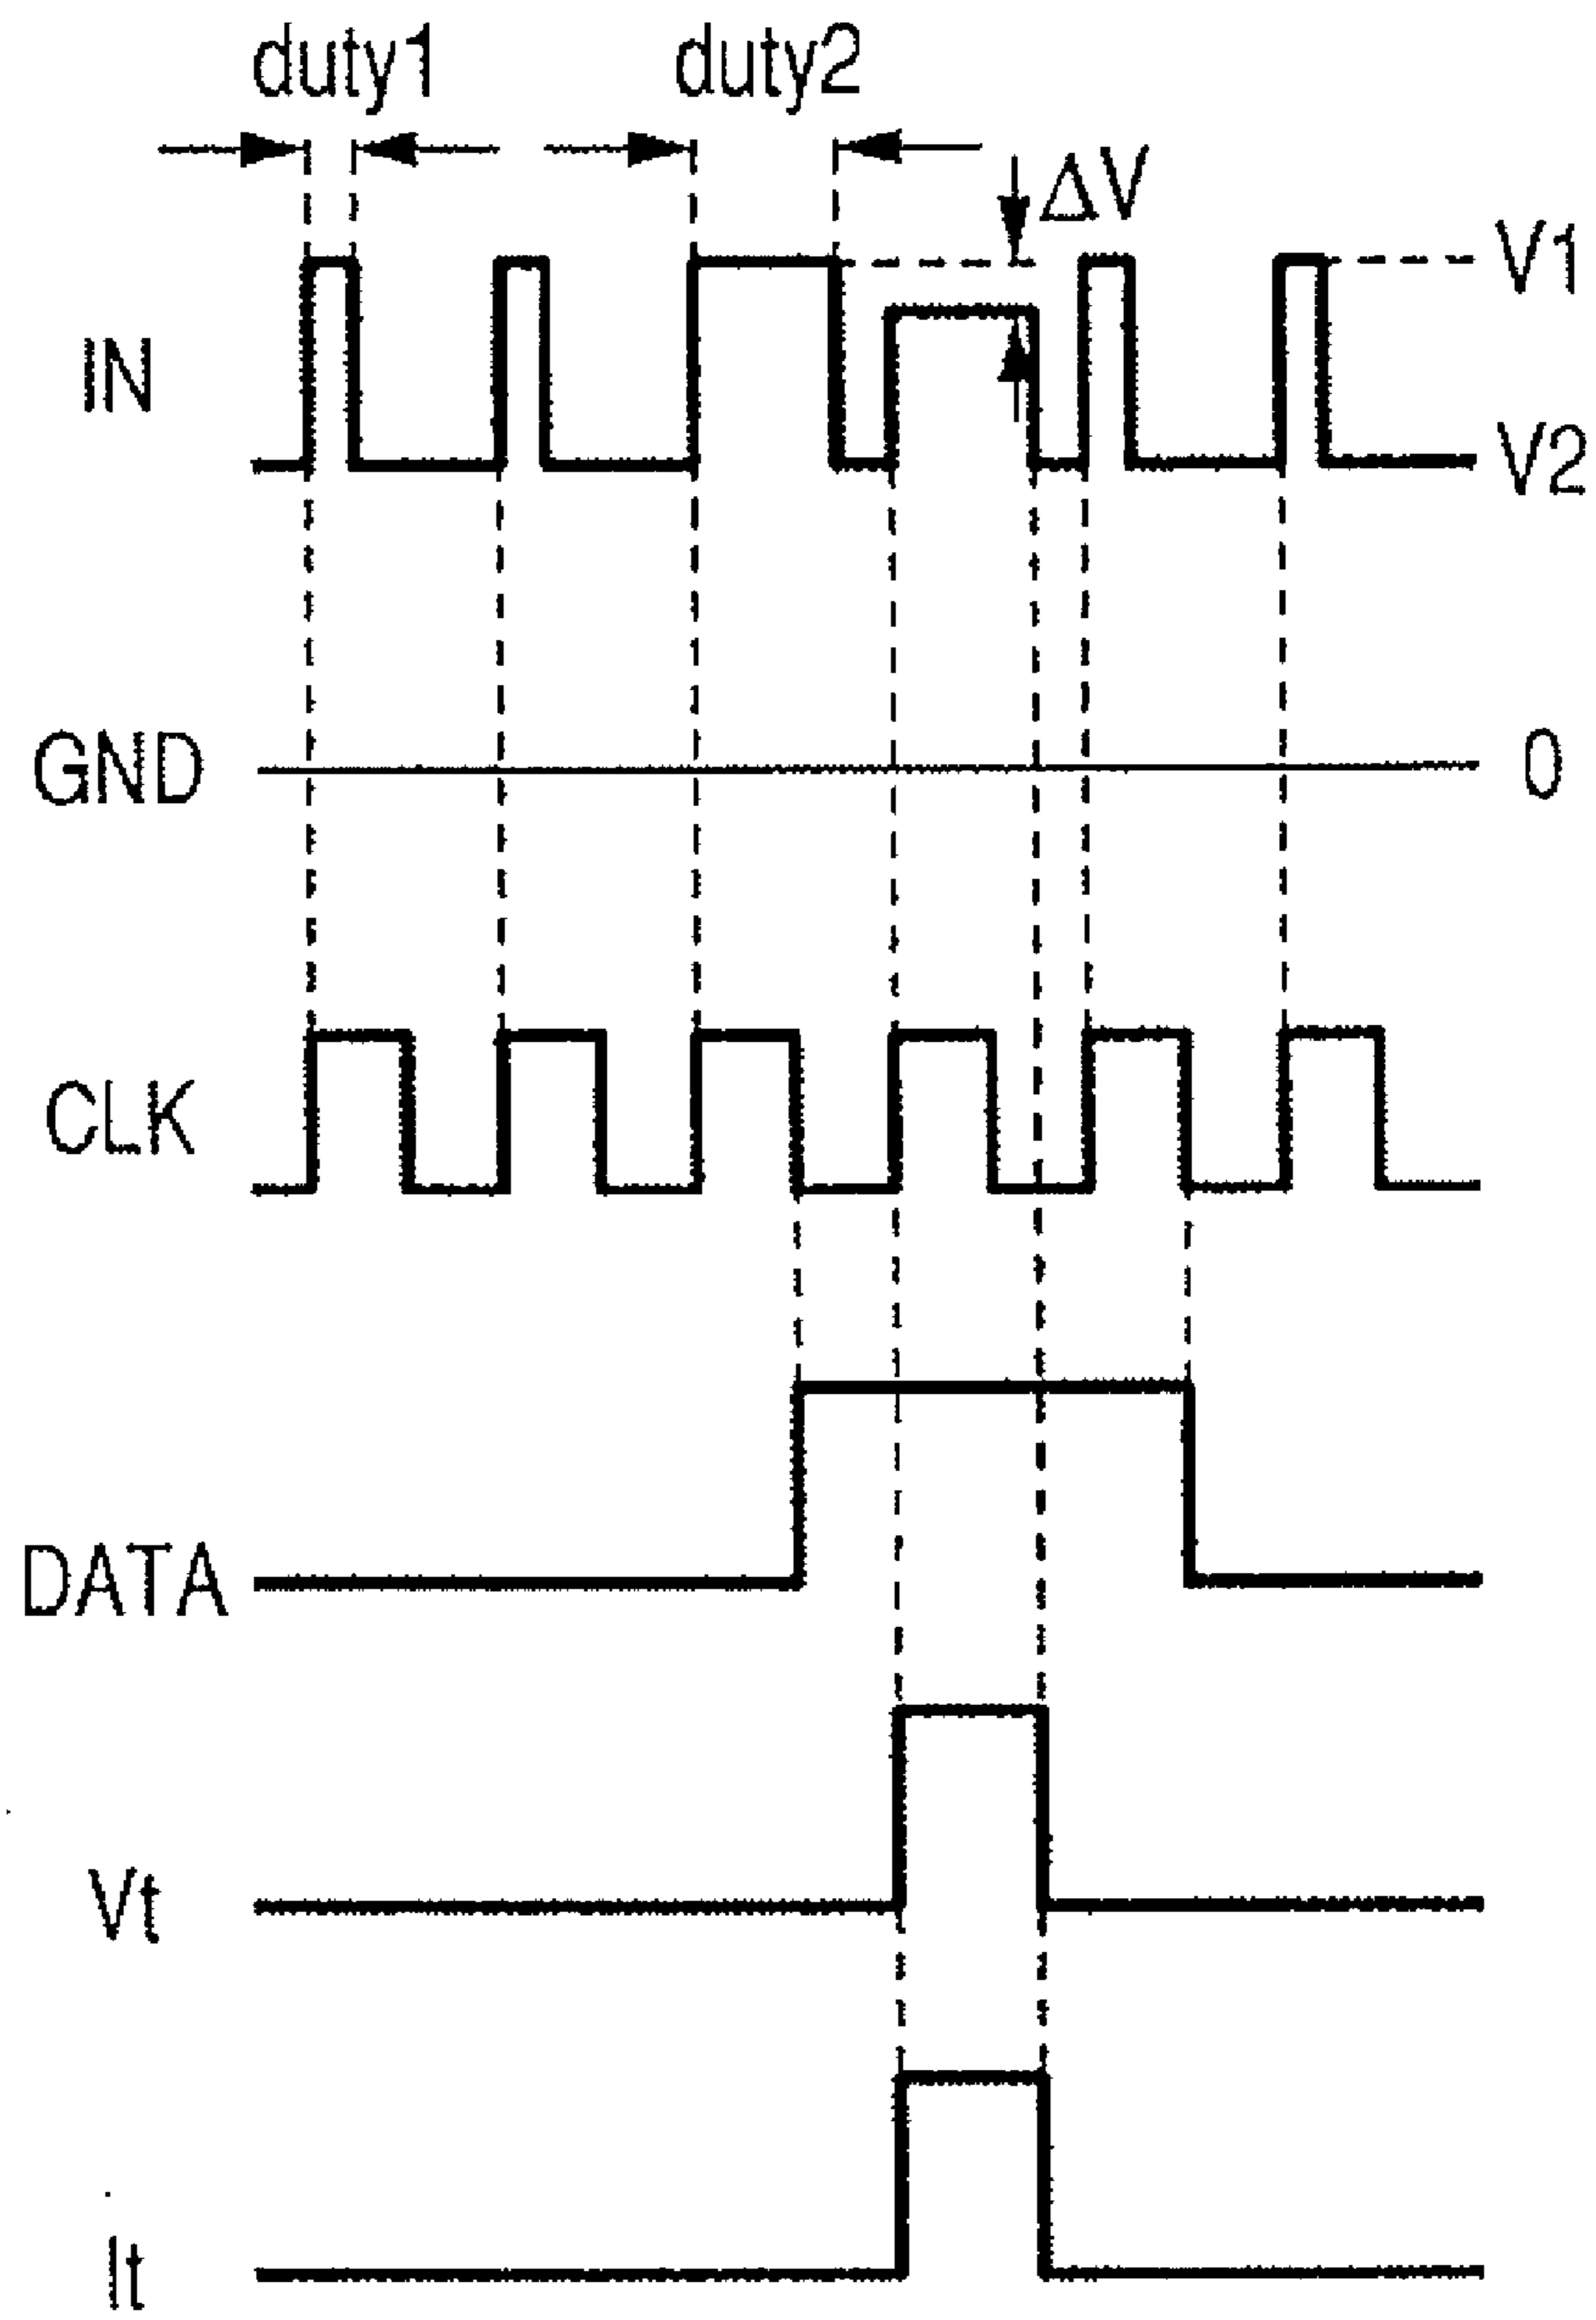 duty1 duty2
ΔV
V1
IN
V2
GND 0
CLK
DATA
Vt
It